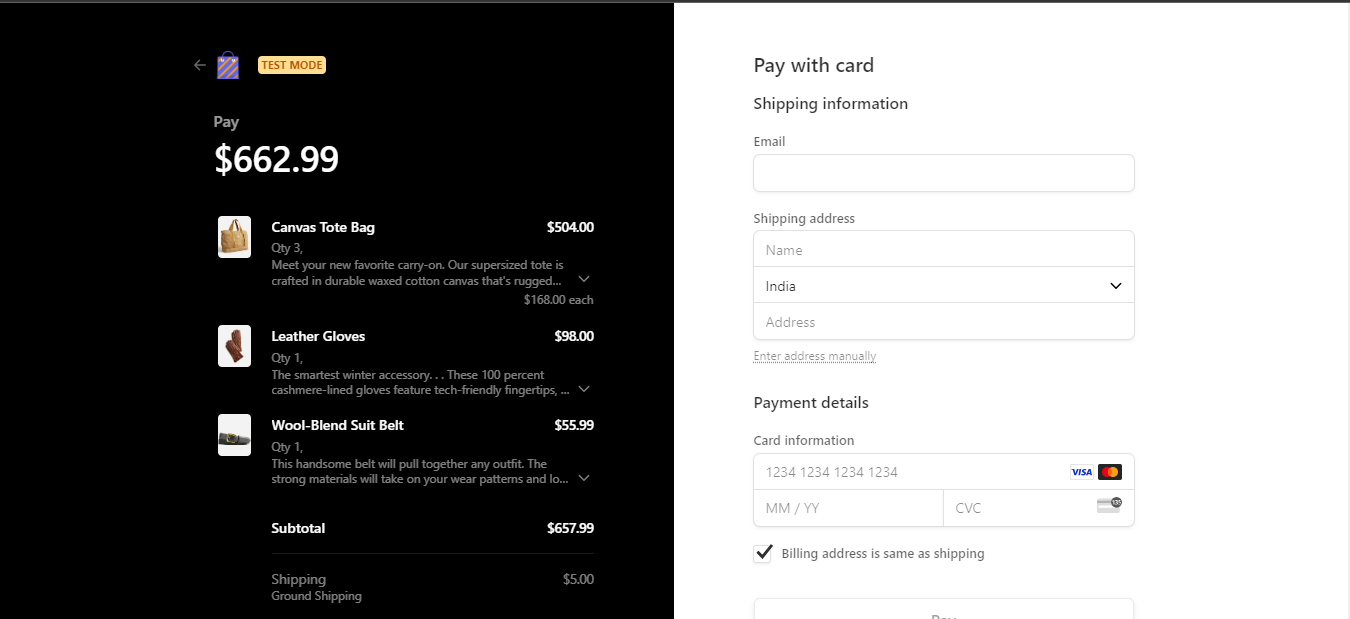 TEST MODE
Pay
$662.99
Canvas Tote Bag $504.00
Qty 3,
Meet your new favorite carry-on. Our supersized tote is
crafted in durable waxed cotton canvas that's rugged...
$168.00 each
Leather Gloves $98.00
Qty 1,
The smartest winter accessory. . . These 100 percent
cashmere-lined gloves feature tech-friendly fingertips, ...
Wool-Blend Suit Belt $55.99
Qty 1,
This handsome belt will pull together any outfit. The
strong materials will take on your wear patterns and lo...
Subtotal $657.99
Shipping $5.00
Ground Shipping
Pay with card
Shipping information
Email
Shipping address
Name
India
Address
Enter address manually
Payment details
Card information
1234 1234 1234 1234 VISA
MM / YY CVC 135
Billing address is same as shipping
Pay